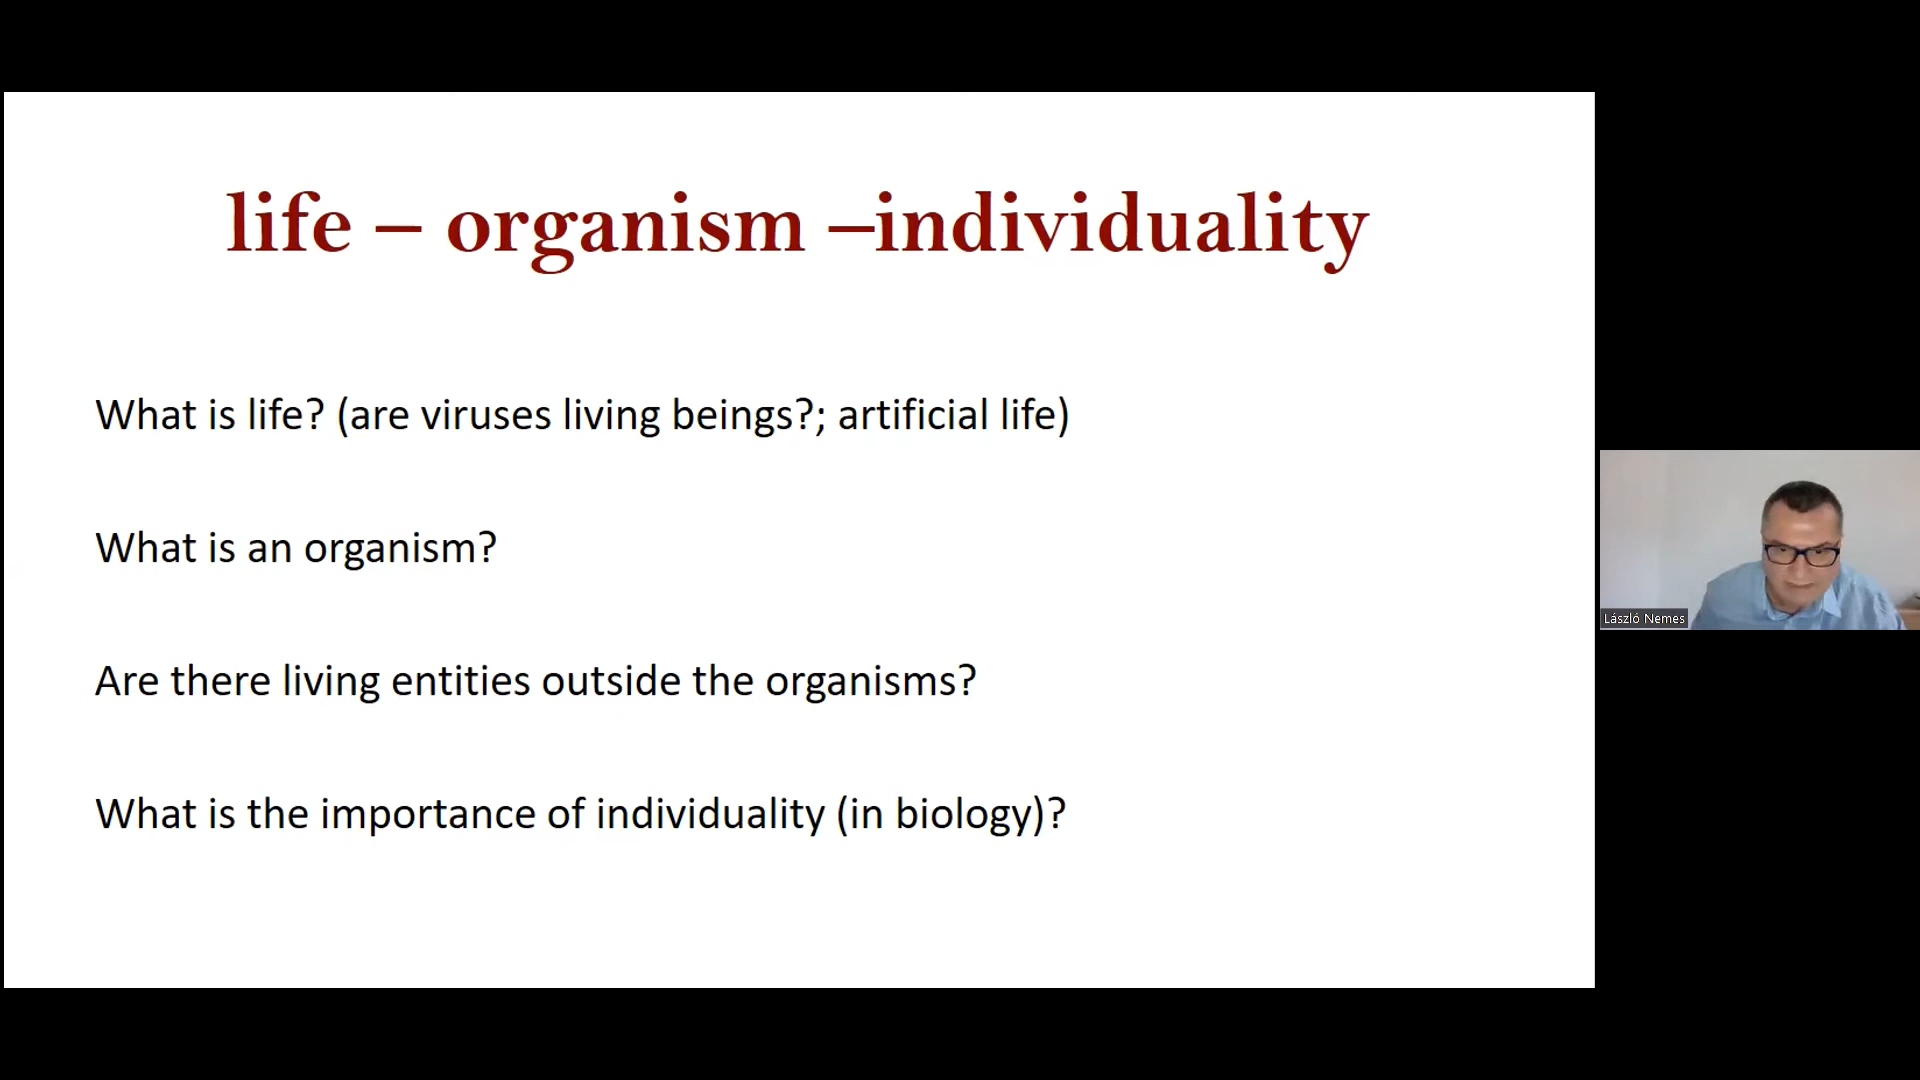 life – organism –individuality
What is life? (are viruses living beings?; artificial life)
What is an organism?
Are there living entities outside the organisms?
What is the importance of individuality (in biology)?
László Nemes